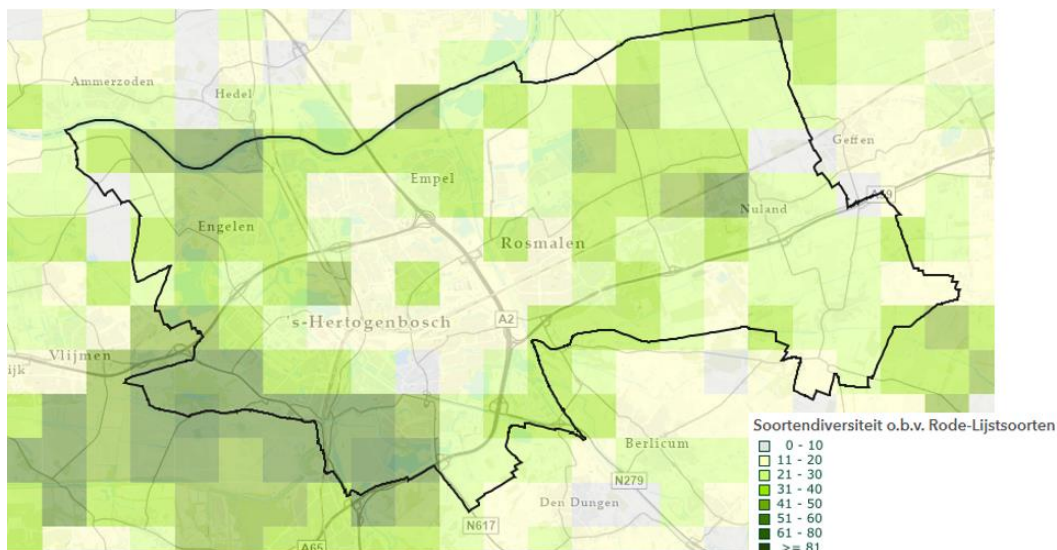 Ammerzoden
Hedel
Geffen
Empel
A59
Nuland
Engelen
Rosmalen
's-Hertogenbosch
A2
Vlijmen
ijk
Berlicum
N279
Den Dungen
N617
A65
Soortendiversiteit o.b.v. Rode-Lijstsoorten
0 - 10
11 - 20
21 - 30
31 - 40
41 - 50
51 - 60
61 - 80
>= 81